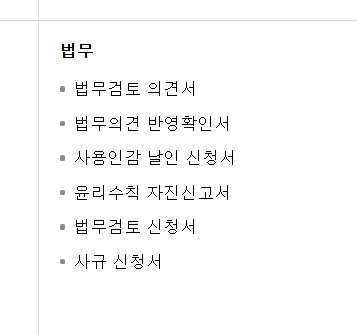 법무
법무검토 의견서
법무의견 반영확인서
사용인감 날인 신청서
윤리수칙 자진신고서
법무검토 신청서
사규 신청서